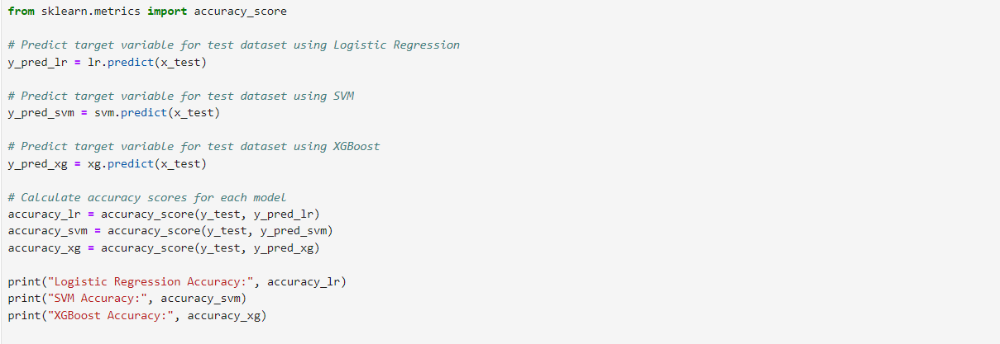 from sklearn.metrics import accuracy_score
# Predict target variable for test dataset using Logistic Regression
y_pred_lr = lr.predict(x_test)
# Predict target variable for test dataset using SVM
y_pred_svm = svm.predict(x_test)
# Predict target variable for test dataset using XGBoost
y_pred_xg = xg.predict(x_test)
# Calculate accuracy scores for each model
accuracy_lr = accuracy_score(y_test, y_pred_lr)
accuracy_svm = accuracy_score(y_test, y_pred_svm)
accuracy_xg = accuracy_score(y_test, y_pred_xg)
print("Logistic Regression Accuracy:", accuracy_lr)
print("SVM Accuracy:", accuracy_svm)
print("XGBoost Accuracy:", accuracy_xg)